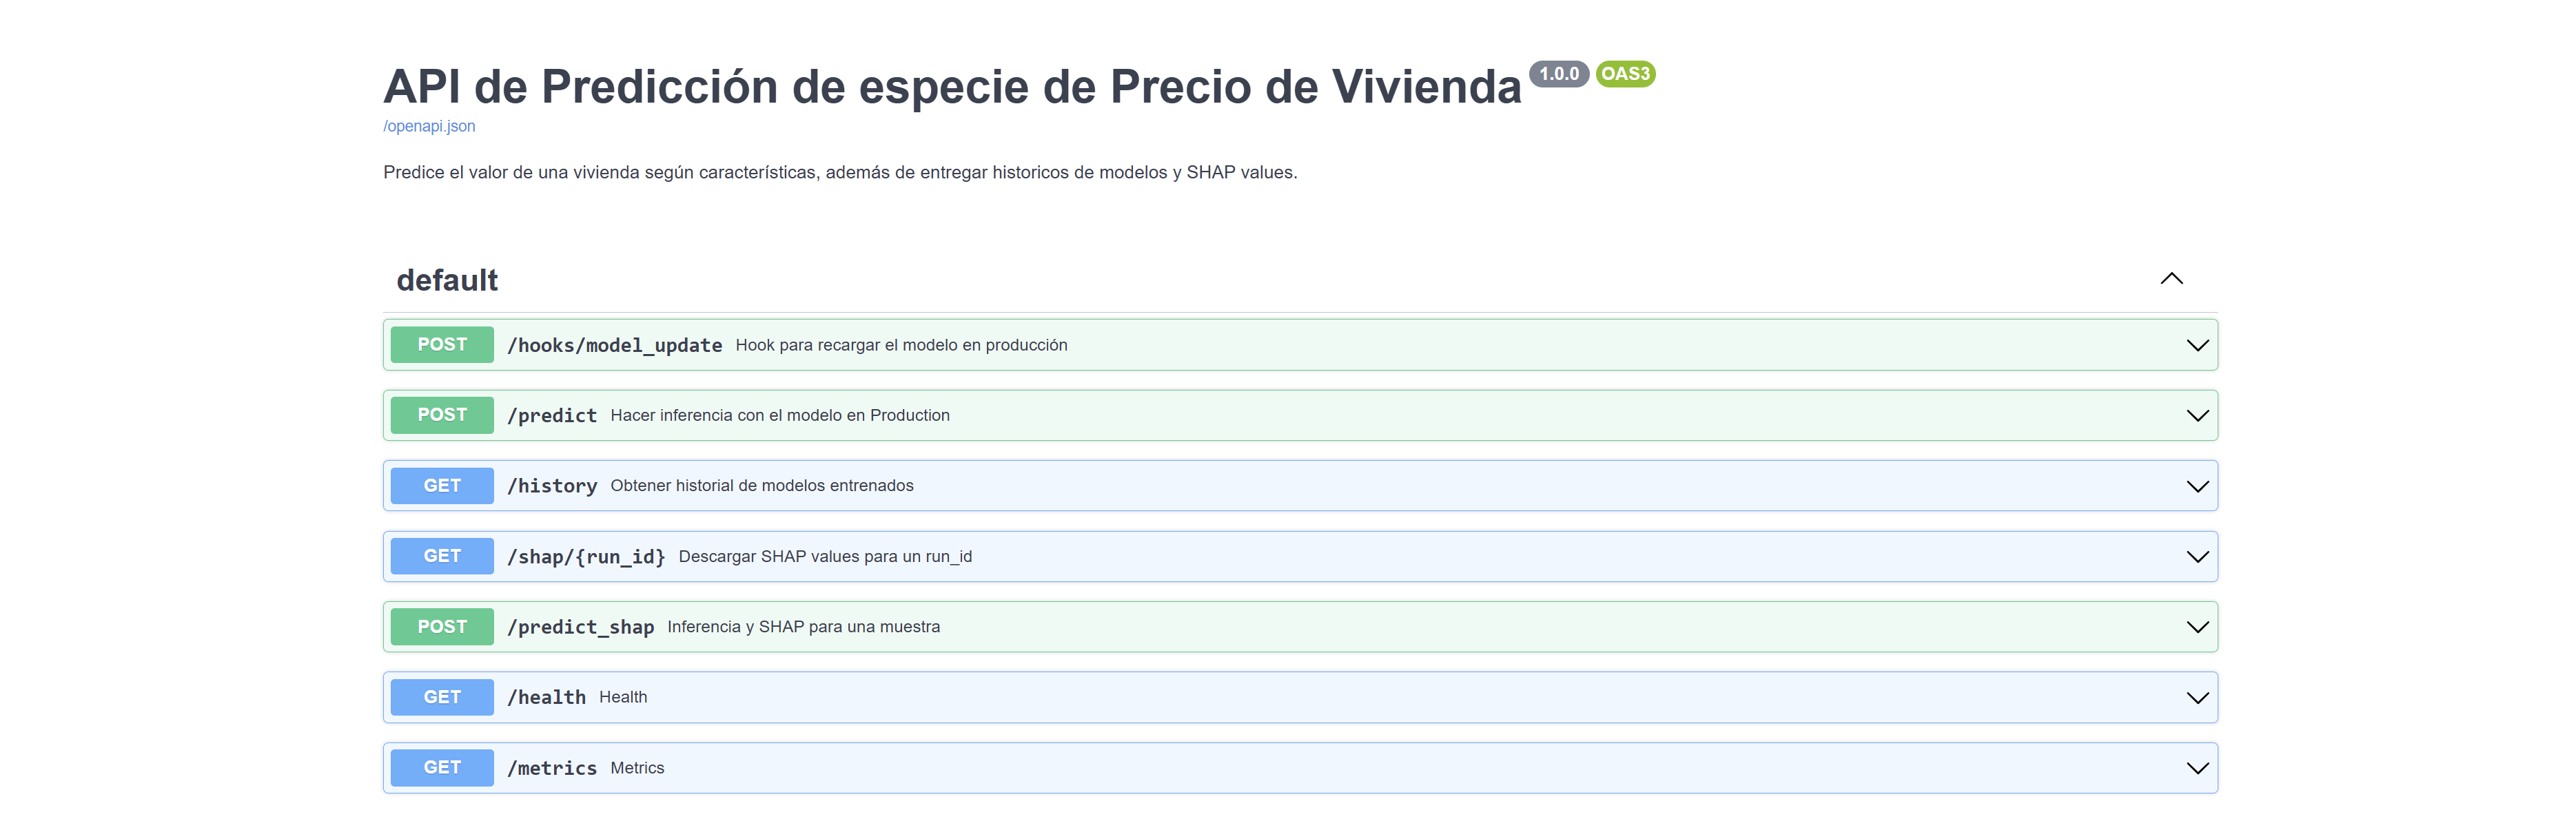 API de Predicción de especie de Precio de Vivienda 1.0.0 OAS3
/openapi.json
Predice el valor de una vivienda según características, además de entregar historicos de modelos y SHAP values.
default
POST /hooks/model_update Hook para recargar el modelo en producción
POST /predict Hacer inferencia con el modelo en Production
GET /history Obtener historial de modelos entrenados
GET /shap/{run_id} Descargar SHAP values para un run_id
POST /predict_shap Inferencia y SHAP para una muestra
GET /health Health
GET /metrics Metrics